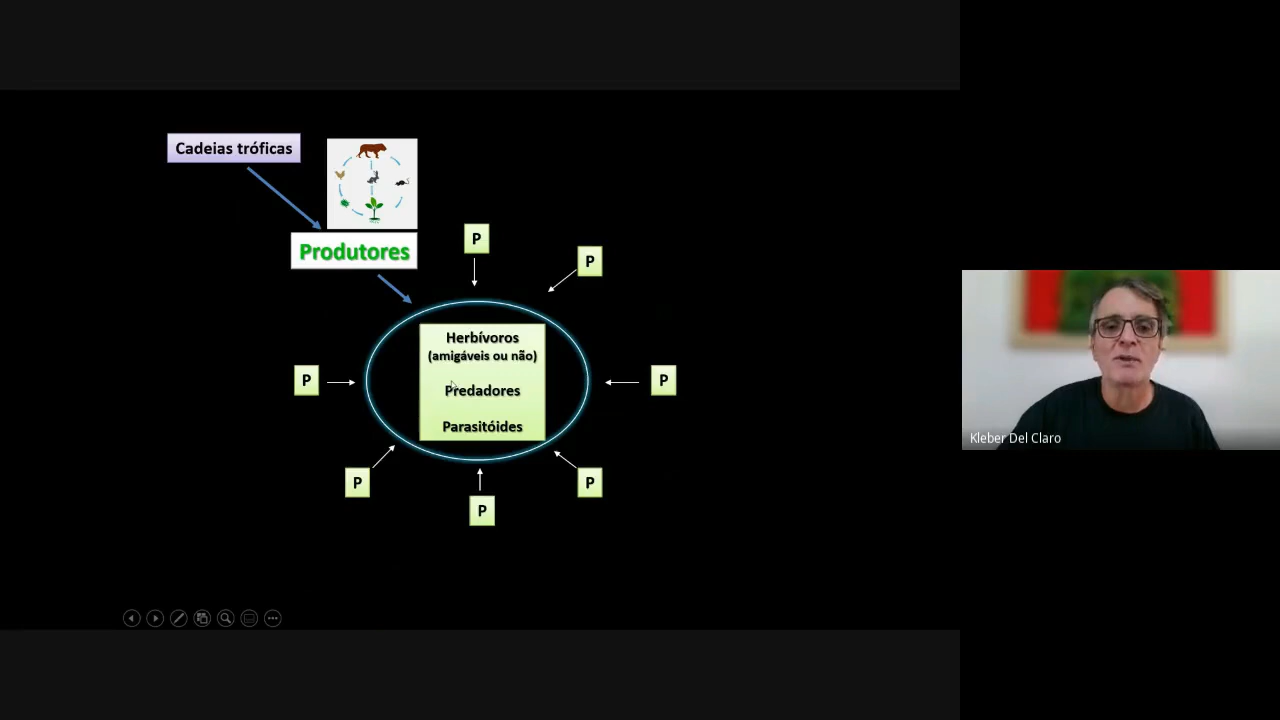 Cadeias tróficas
Produtores
P
P
Herbívoros
(amigáveis ou não)
Predadores
Parasitóides
P
P
P
P
P
Kleber Del Claro